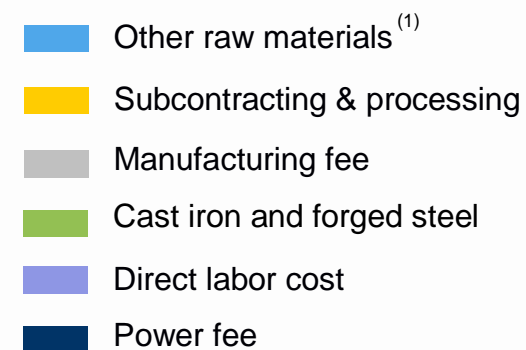 Other raw materials (1)
Subcontracting & processing
Manufacturing fee
Cast iron and forged steel
Direct labor cost
Power fee